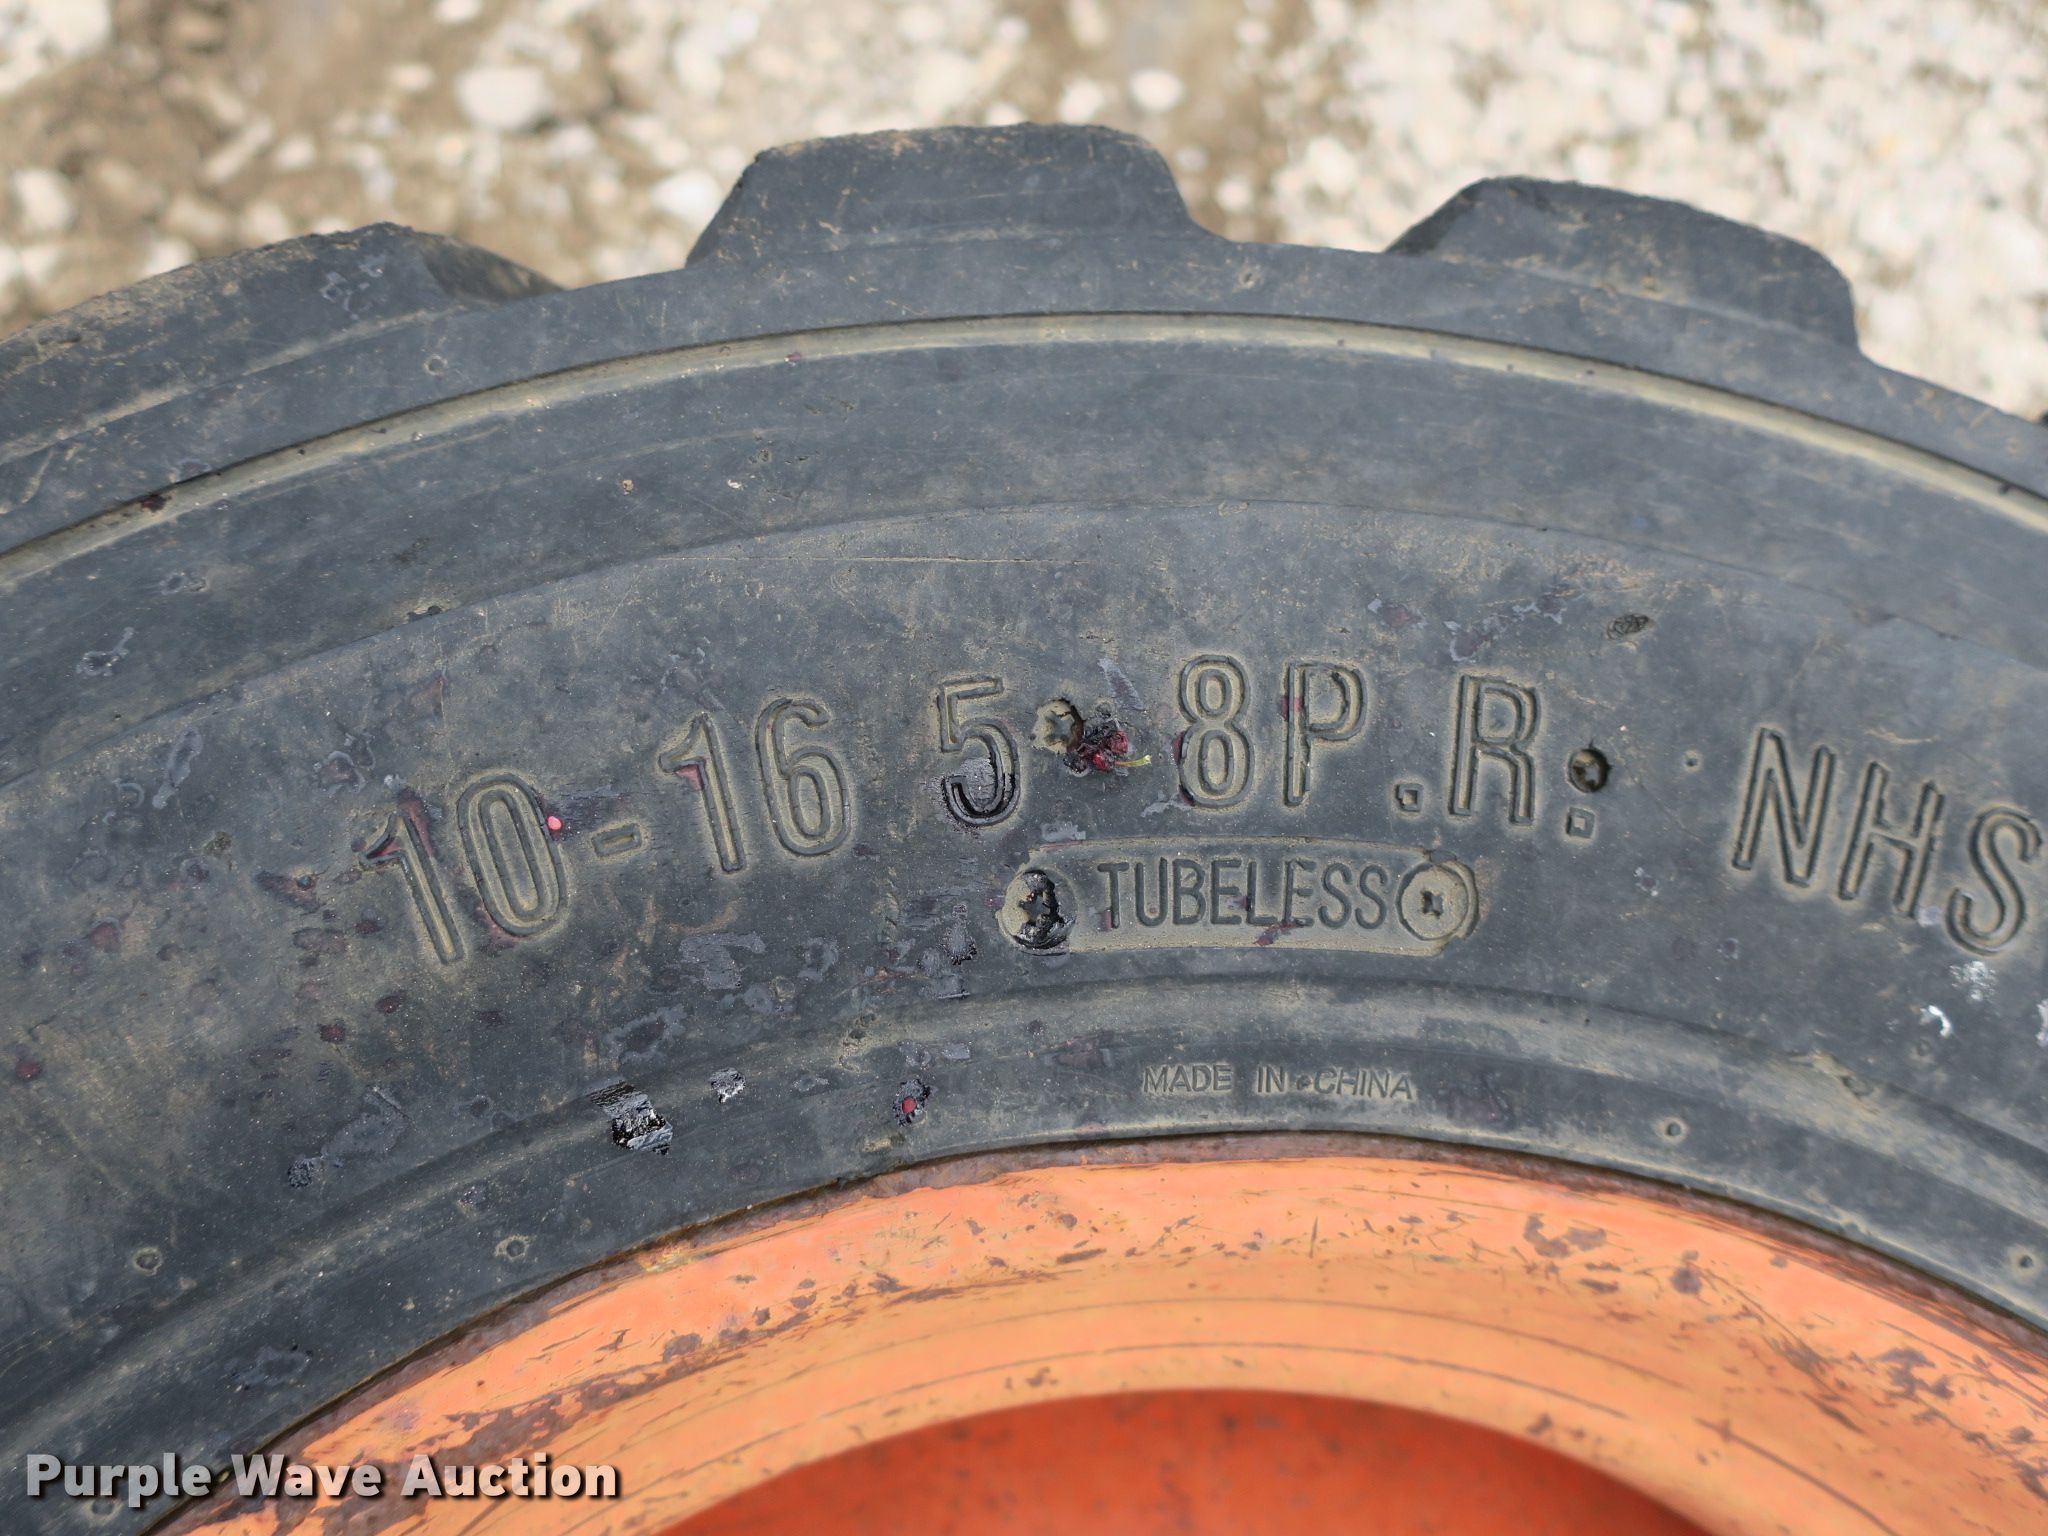 10-16 5 8P.R. NHS
TUBELESS
MADE IN CHINA
Purple Wave Auction